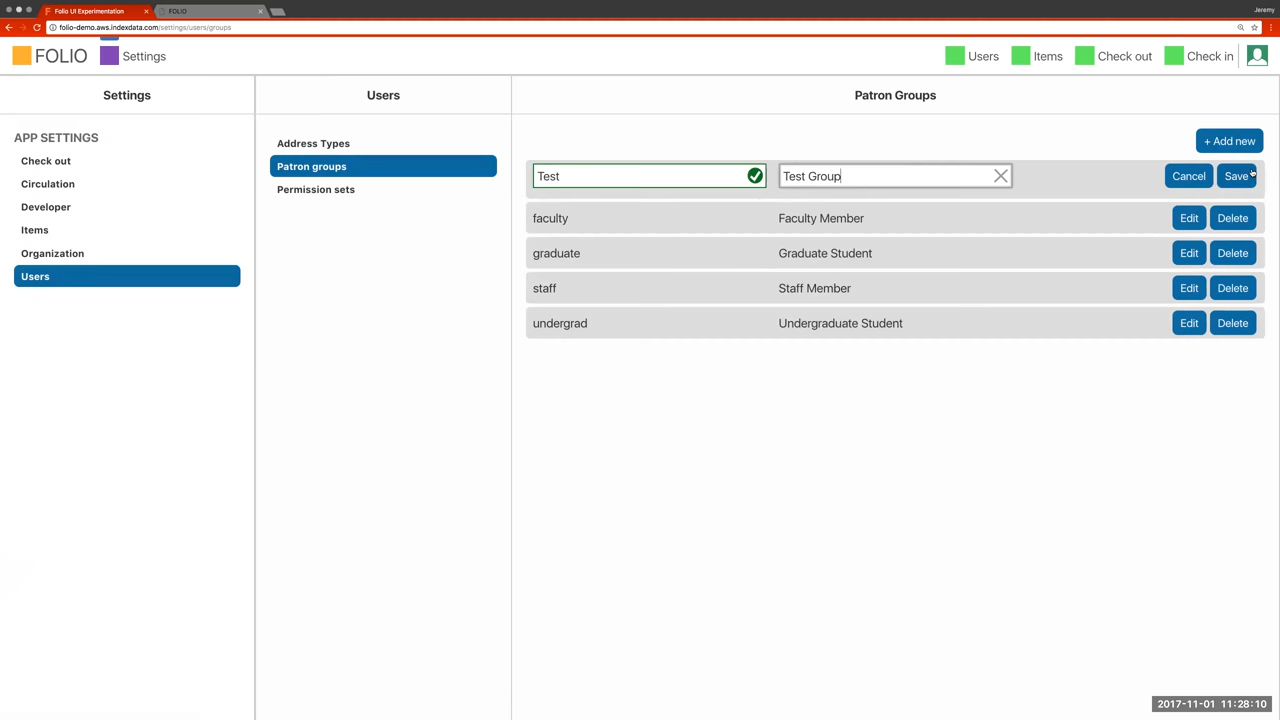 Folio UI Experimentation
FOLIO
Jeremy
folio-demo.aws.indexdata.com/settings/users/groups
FOLIO
Settings
Users
Items
Check out
Check in
Settings
Users
Patron Groups
APP SETTINGS
Check out
Circulation
Developer
Items
Organization
Users
Address Types
Patron groups
Permission sets
+ Add new
Test
Test Group
Cancel
Save
faculty
Faculty Member
Edit
Delete
graduate
Graduate Student
Edit
Delete
staff
Staff Member
Edit
Delete
undergrad
Undergraduate Student
Edit
Delete
2017-11-01 11:28:10